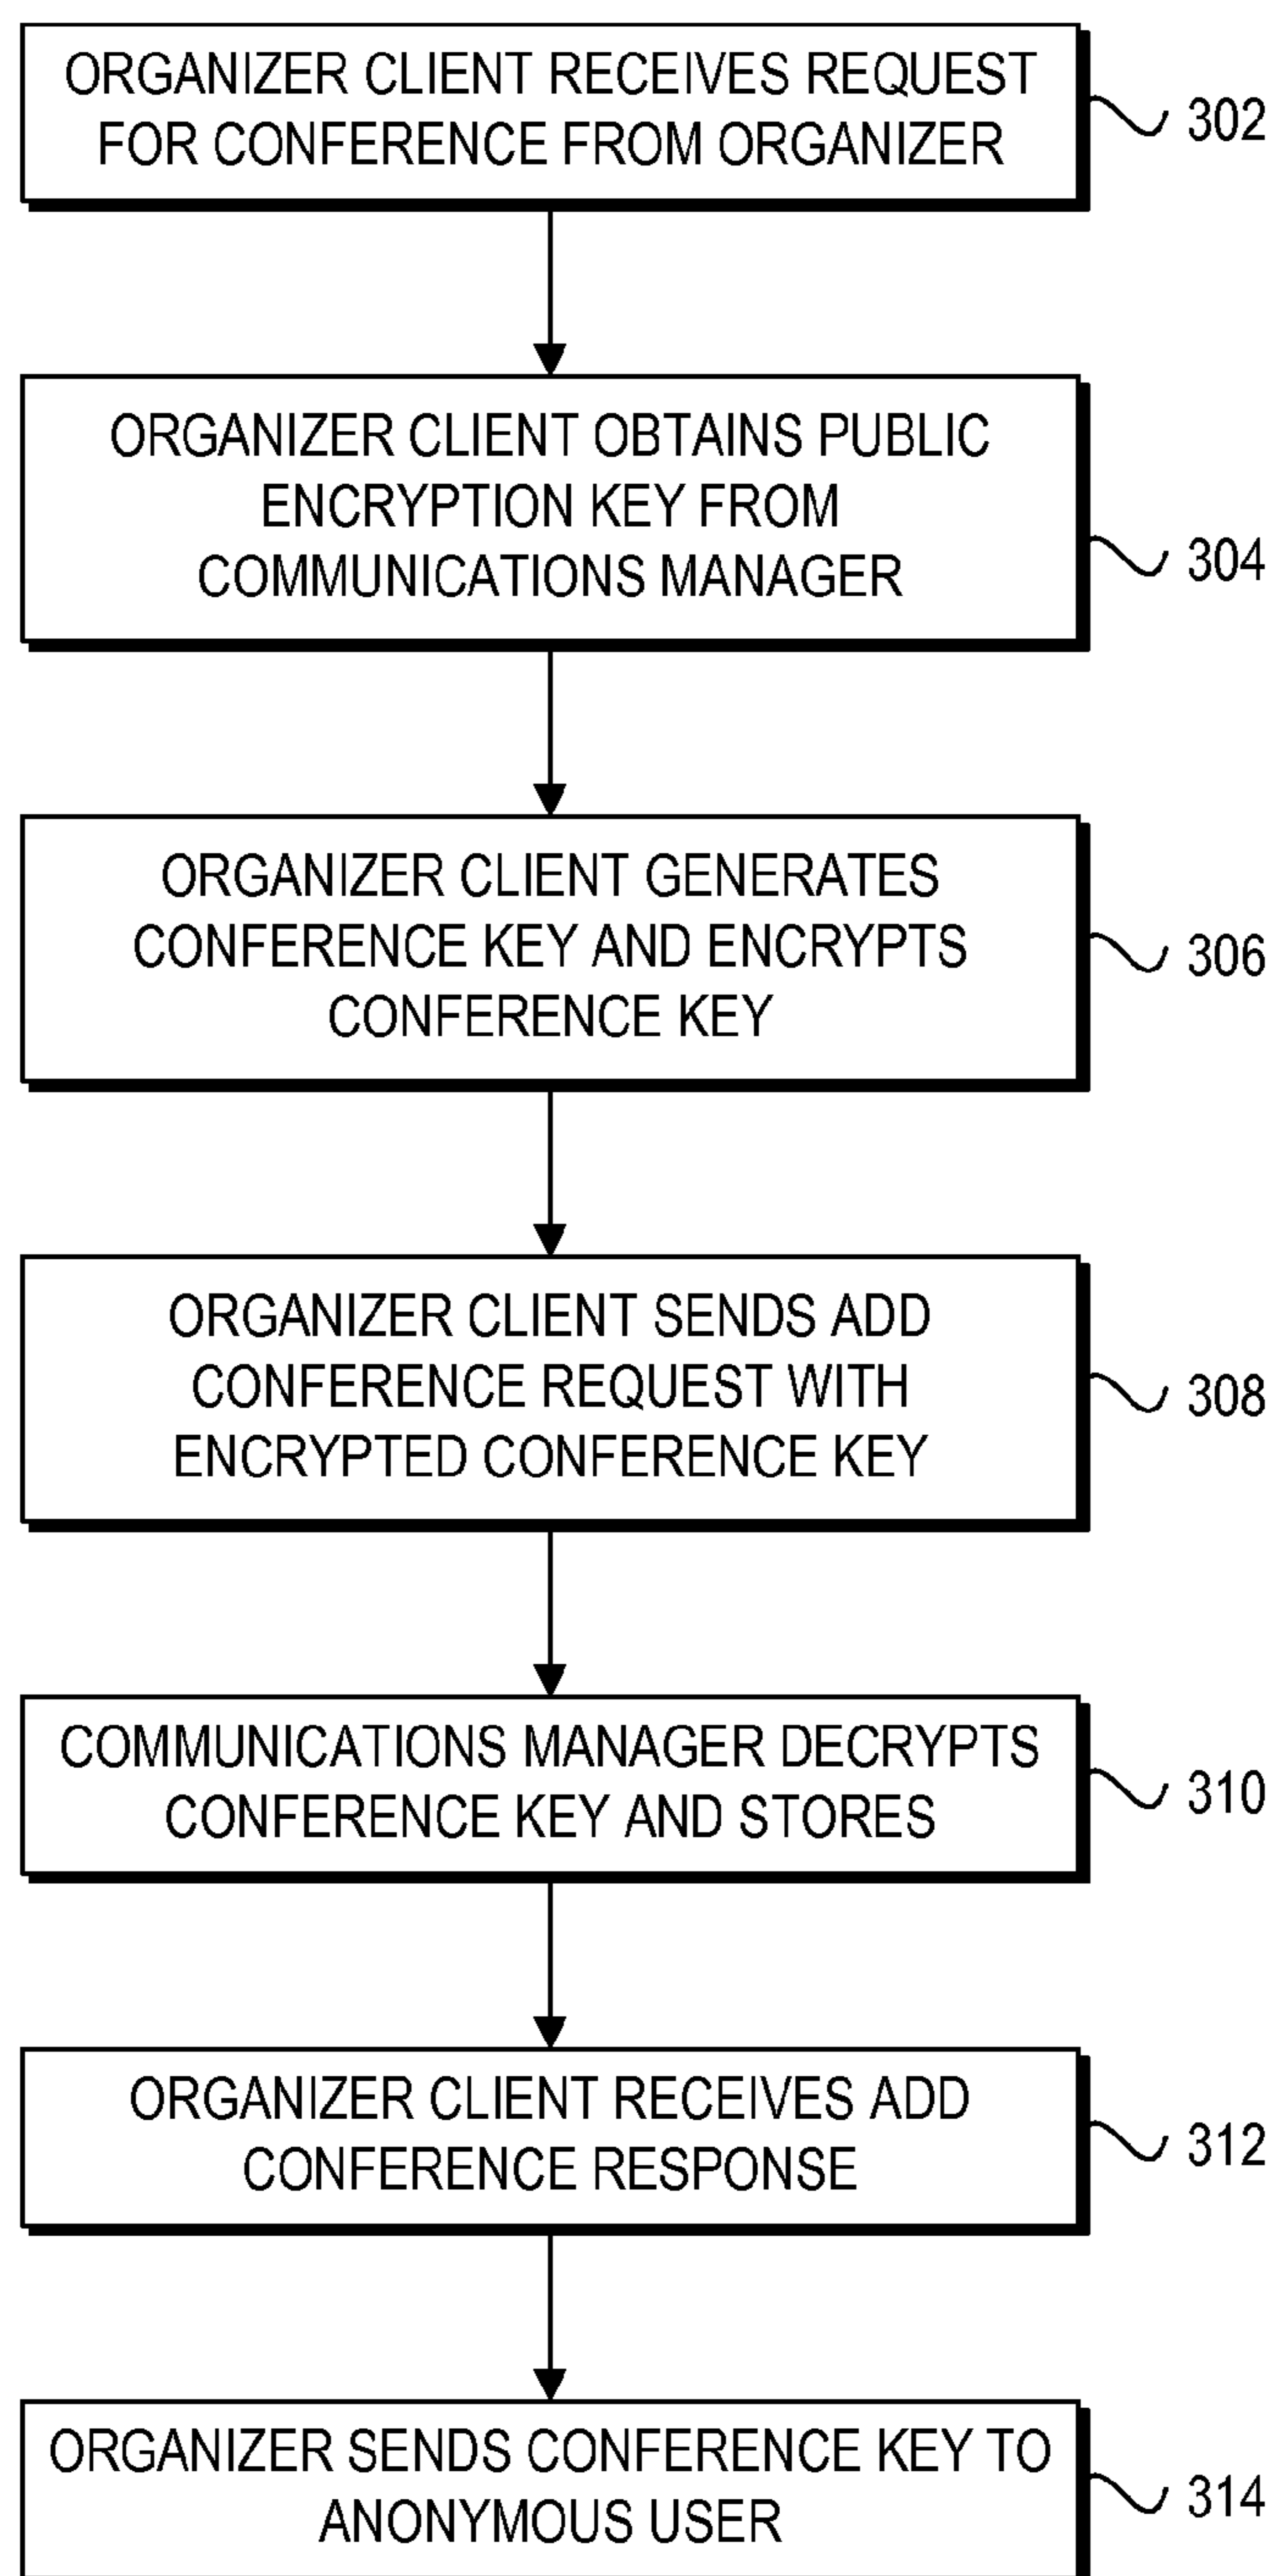 ORGANIZER CLIENT RECEIVES REQUEST
FOR CONFERENCE FROM ORGANIZER
302
ORGANIZER CLIENT OBTAINS PUBLIC
ENCRYPTION KEY FROM
COMMUNICATIONS MANAGER
304
ORGANIZER CLIENT GENERATES
CONFERENCE KEY AND ENCRYPTS
CONFERENCE KEY
306
ORGANIZER CLIENT SENDS ADD
CONFERENCE REQUEST WITH
ENCRYPTED CONFERENCE KEY
308
COMMUNICATIONS MANAGER DECRYPTS
CONFERENCE KEY AND STORES
310
ORGANIZER CLIENT RECEIVES ADD
CONFERENCE RESPONSE
312
ORGANIZER SENDS CONFERENCE KEY TO
ANONYMOUS USER
314